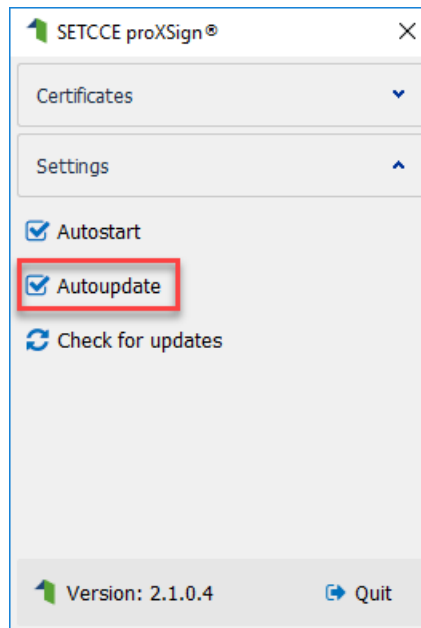 SETCCE proXSign®
Certificates
Settings
Autostart
Autoupdate
Check for updates
Version: 2.1.0.4 Quit